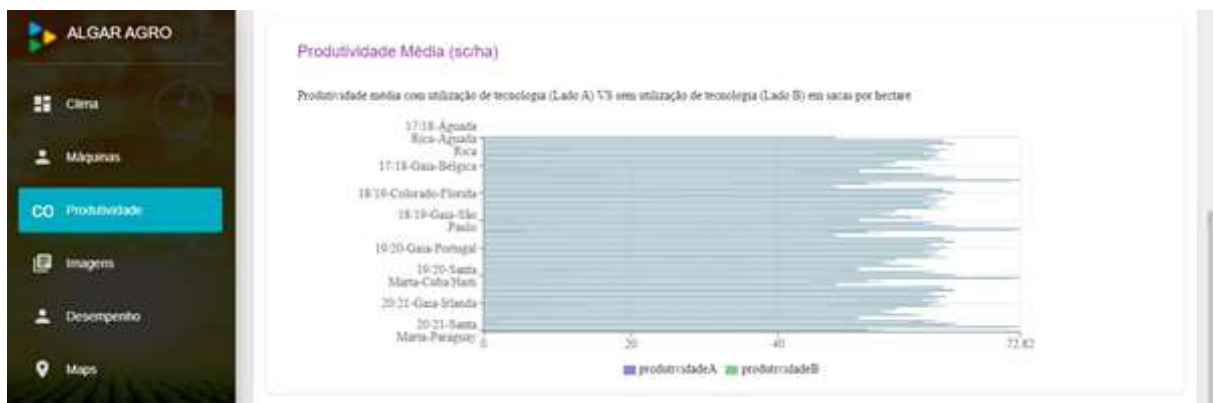 ALGAR AGRO
Clima
Máquinas
CO Produtividade
Imagens
Desempenho
Maps
Produtividade Média (sc/ha)
Produtividade média com utilização de tecnologia (Lado A) VS sem utilização de tecnologia (Lado B) em sacas por hectare
17/18-Aguada
Rica-Aguada
Rica
17/18-Gaia-Bélgica
18/19-Colorado-Florida
18/19-Gaia-São
Paulo
19/20-Gaia-Portugal
19/20-Santa
Marta-Cuba/Haiti
20/21-Gaia-Irlanda
20/21-Santa
Marta-Paraguay
0 20 40 72.82
produtividadeA produtividadeB